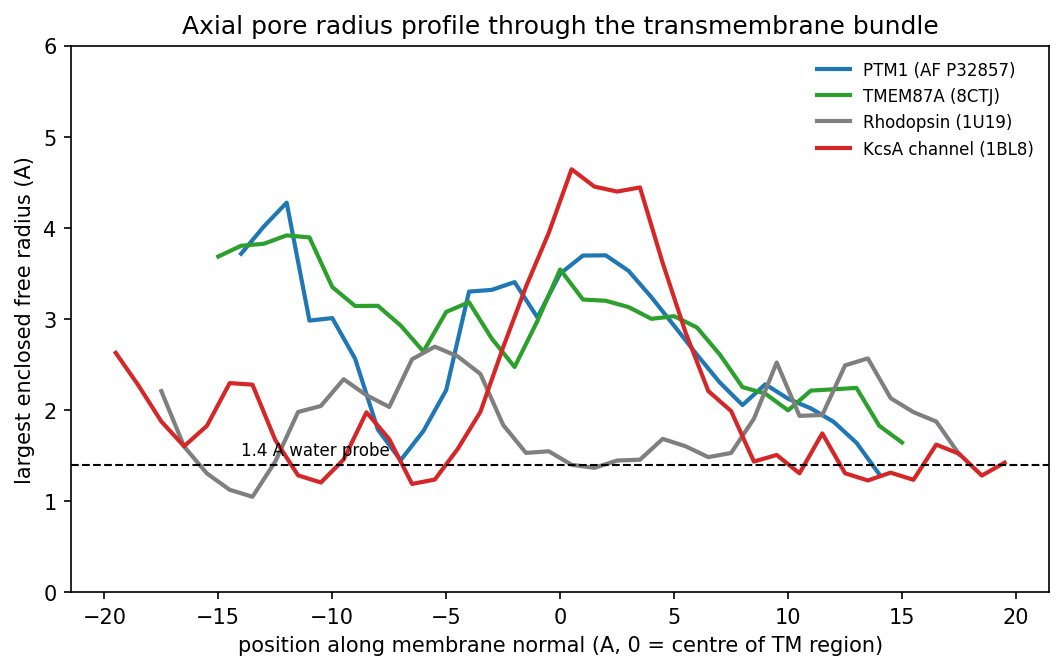 Axial pore radius profile through the transmembrane bundle
6
5
4
3
2
1
0
largest enclosed free radius (A)
PTM1 (AF P32857)
TMEM87A (8CTJ)
Rhodopsin (1U19)
KcsA channel (1BL8)
1.4 A water probe
−20 −15 −10 −5 0 5 10 15 20
position along membrane normal (A, 0 = centre of TM region)